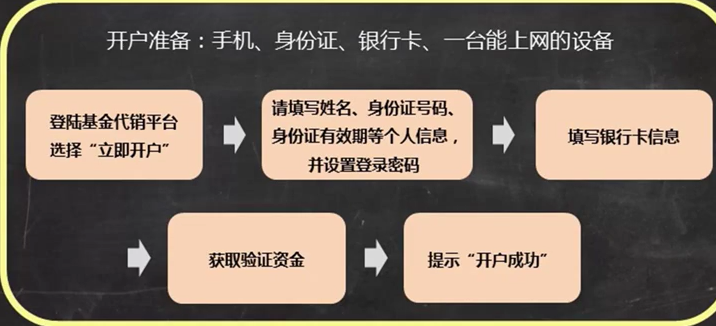 开户准备：手机、身份证、银行卡、一台能上网的设备
登陆基金代销平台
选择“立即开户”
请填写姓名、身份证号码、
身份证有效期等个人信息，
并设置登录密码
填写银行卡信息
获取验证资金
提示“开户成功”